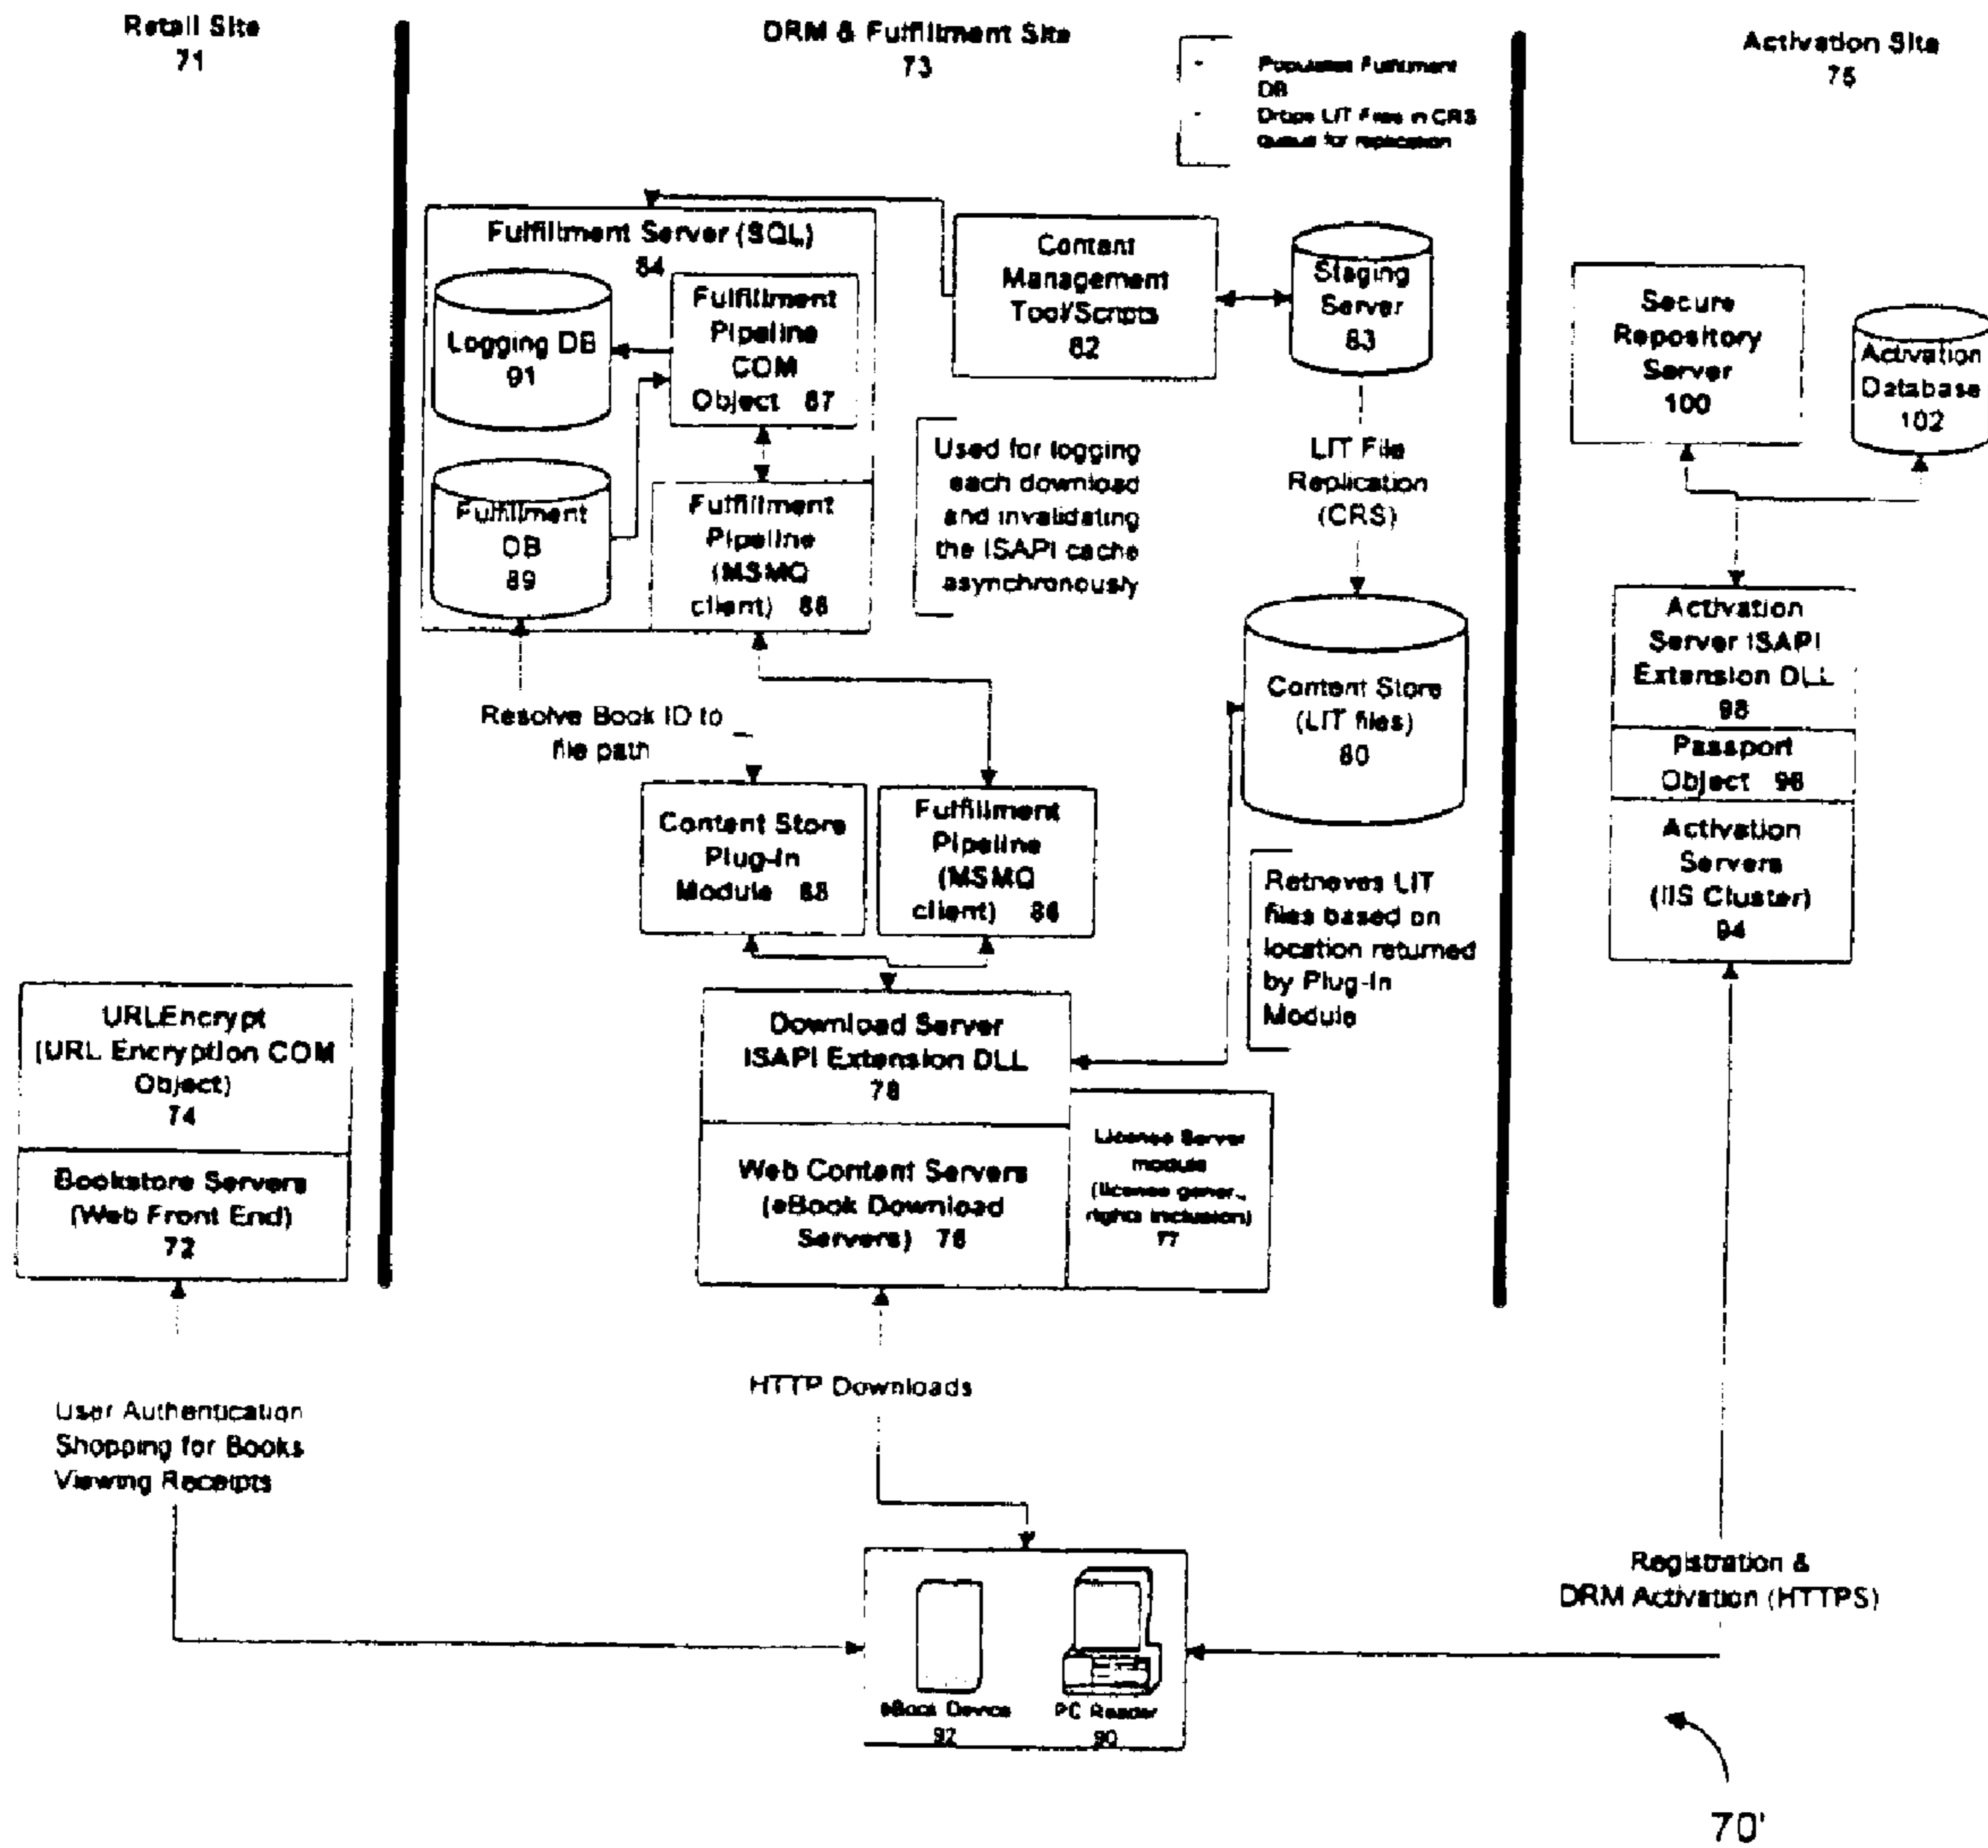 Retail Site
71
DRM & Fulfillment Site
73
Activation Site
75
- Populates Fulfillment
DB
- Drops LIT Files in CRS
queue for replication
Fulfillment Server (SQL)
84
Logging DB
91
Fulfillment
Pipeline
COM
Object 87
Fulfillment
DB
89
Fulfillment
Pipeline
(MSMQ
client) 86
Content
Management
Tool/Scripts
82
Staging
Server
83
Used for logging
each download
and invalidating
the ISAPI cache
asynchronously
LIT File
Replication
(CRS)
Secure
Repository
Server
100
Activation
Database
102
Resolve Book ID to
file path
Content Store
(LIT files)
80
Content Store
Plug-In
Module 88
Fulfillment
Pipeline
(MSMQ
client) 86
Retrieves LIT
files based on
location returned
by Plug-In
Module
Activation
Server ISAPI
Extension DLL
98
Passport
Object 96
Activation
Servers
(IIS Cluster)
94
URLEncrypt
(URL Encryption COM
Object)
74
Bookstore Servers
(Web Front End)
72
Download Server
ISAPI Extension DLL
78
Web Content Servers
(eBook Download
Servers) 76
License Server
module
(license gener.,
rights inclusion)
77
User Authentication
Shopping for Books
Viewing Receipts
HTTP Downloads
Registration &
DRM Activation (HTTPS)
eBook Device
92
PC Reader
90
70'